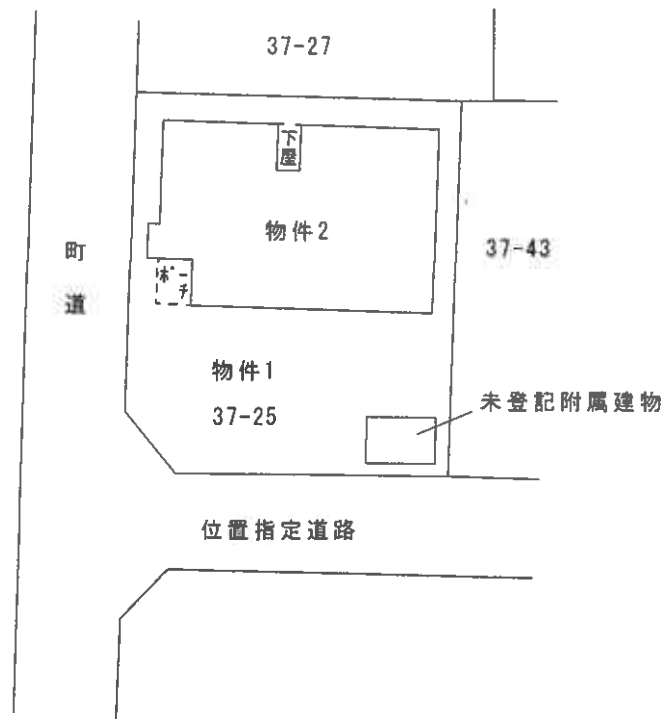 37-27
下屋
物件2
37-43
町道
ポーチ
物件1
37-25
未登記附属建物
位置指定道路